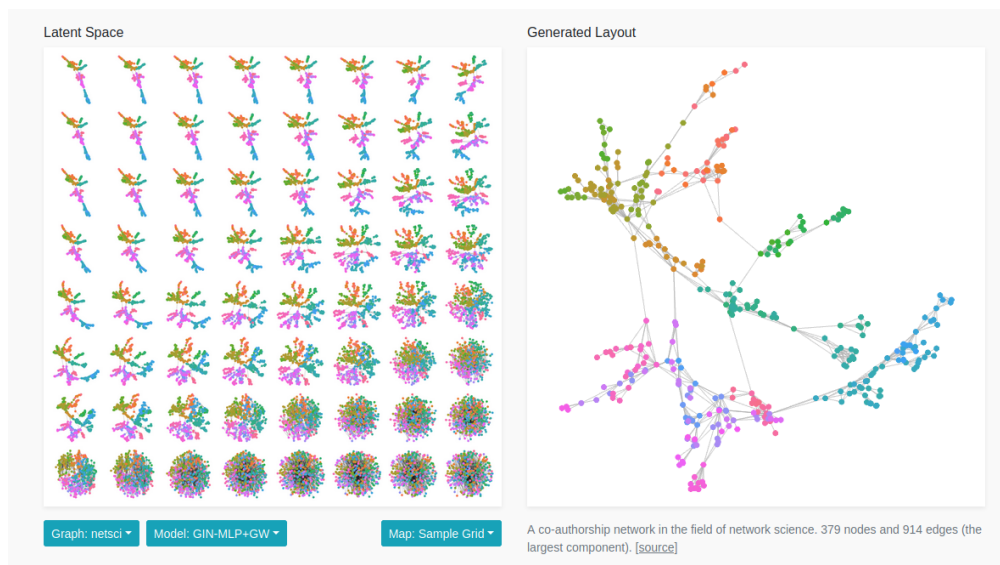 Latent Space
Generated Layout
Graph: netsci
Model: GIN-MLP+GW
Map: Sample Grid
A co-authorship network in the field of network science. 379 nodes and 914 edges (the
largest component). [source]